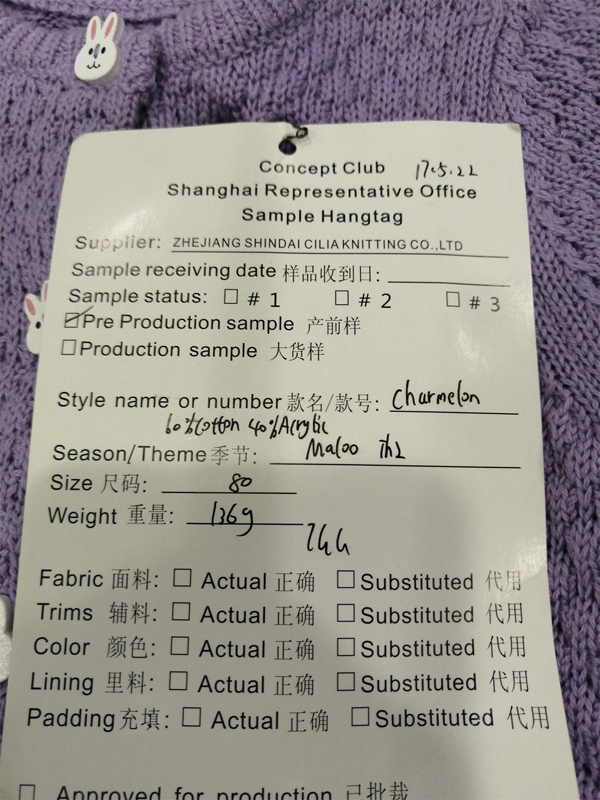 Concept Club 17.5.22
Shanghai Representative Office
Sample Hangtag
Supplier: ZHEJIANG SHINDAI CILIA KNITTING CO.,LTD
Sample receiving date 样品收到日:
Sample status: □ # 1 □ # 2 □ # 3
☑Pre Production sample 产前样
□Production sample 大货样
Style name or number 款名/款号: Charmelon
60%Cotton 40%Acrylic
Season/Theme季节: Maloo
Size 尺码: 80
Weight 重量: 136g
Fabric 面料: □ Actual 正确 □Substituted 代用
Trims 辅料: □ Actual 正确 □Substituted 代用
Color 颜色: □ Actual 正确 □Substituted 代用
Lining 里料: □ Actual 正确 □Substituted 代用
Padding充填: □ Actual 正确 □Substituted 代用
□ Approved for production 已批裁